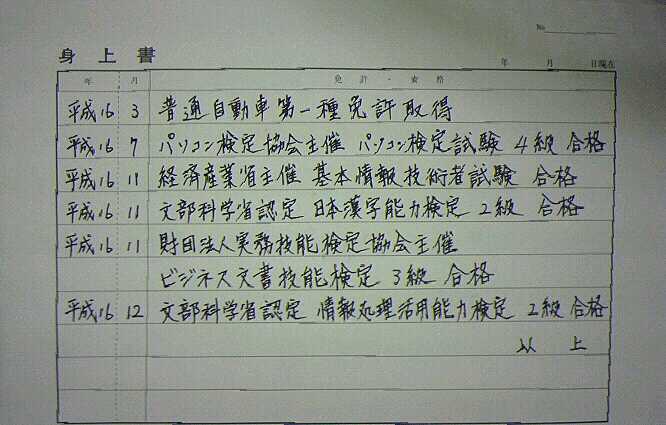 No
身上書
年 月 日現在
年 月 免許・資格
平成16 3 普通自動車第一種免許取得
平成16 7 パソコン検定協会主催 パソコン検定試験 4級 合格
平成16 11 経済産業省主催 基本情報技術者試験 合格
平成16 11 文部科学省認定 日本漢字能力検定 2級 合格
平成16 11 財団法人実務技能検定協会主催
ビジネス文書技能検定 3級 合格
平成16 12 文部科学省認定 情報処理活用能力検定 2級 合格
以上